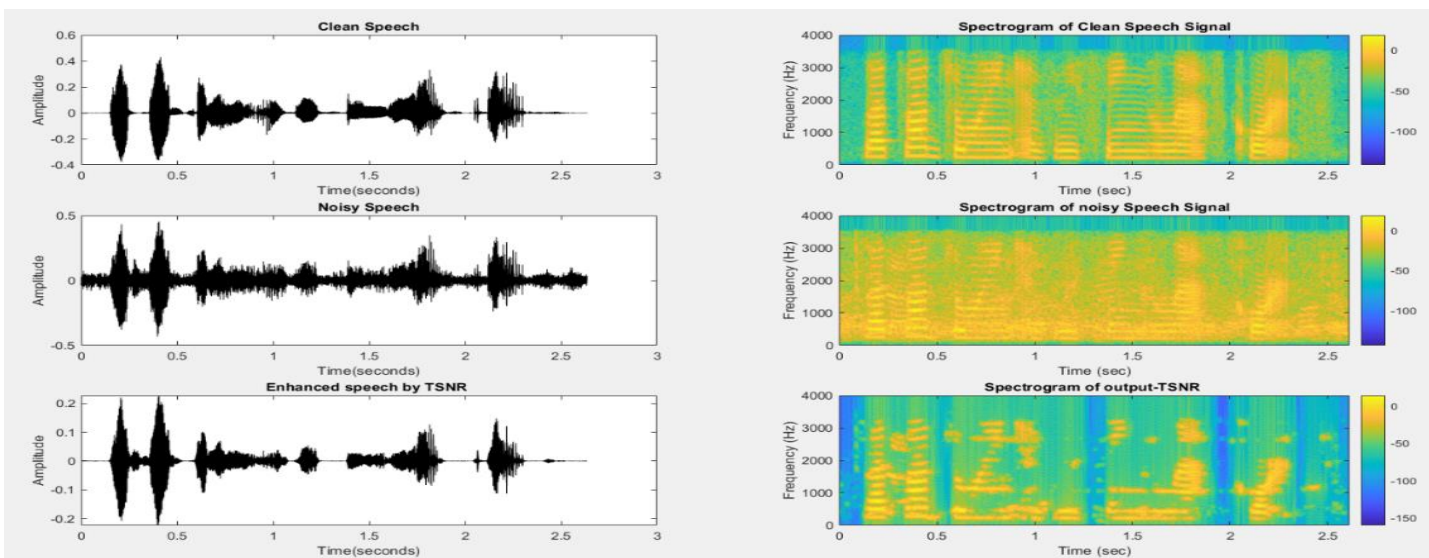 Clean Speech
0.6
0.4
0.2
0
-0.2
-0.4
Amplitude
0 0.5 1 1.5 2 2.5 3
Time(seconds)
Spectrogram of Clean Speech Signal
4000
3000
2000
1000
0
Frequency (Hz)
0 0.5 1 1.5 2 2.5
Time (sec)
0
-50
-100
Noisy Speech
0.5
0
-0.5
Amplitude
0 0.5 1 1.5 2 2.5 3
Time(seconds)
Spectrogram of noisy Speech Signal
4000
3000
2000
1000
0
Frequency (Hz)
0 0.5 1 1.5 2 2.5
Time (sec)
0
-50
-100
Enhanced speech by TSNR
0.2
0.1
0
-0.1
-0.2
Amplitude
0 0.5 1 1.5 2 2.5 3
Time(seconds)
Spectrogram of output-TSNR
4000
3000
2000
1000
0
Frequency (Hz)
0 0.5 1 1.5 2 2.5
Time (sec)
0
-50
-100
-150